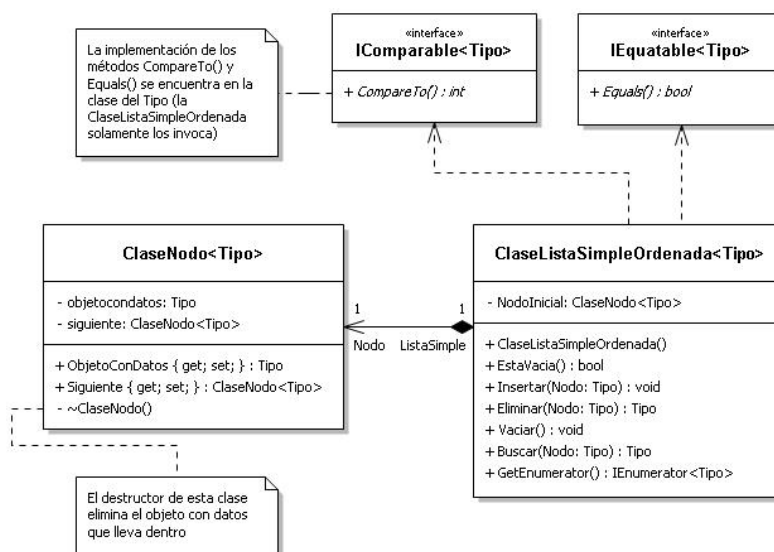 La implementación de los
métodos CompareTo() y
Equals() se encuentra en la
clase del Tipo (la
ClaseListaSimpleOrdenada
solamente los invoca)
«interface»
IComparable<Tipo>
+ CompareTo() : int
«interface»
IEquatable<Tipo>
+ Equals() : bool
ClaseNodo<Tipo>
- objetocondatos: Tipo
- siguiente: ClaseNodo<Tipo>
+ ObjetoConDatos { get; set; } : Tipo
+ Siguiente { get; set; } : ClaseNodo<Tipo>
- ~ClaseNodo()
1
1
Nodo
ListaSimple
ClaseListaSimpleOrdenada<Tipo>
- NodoInicial: ClaseNodo<Tipo>
+ ClaseListaSimpleOrdenada()
+ EstaVacia() : bool
+ Insertar(Nodo: Tipo) : void
+ Eliminar(Nodo: Tipo) : Tipo
+ Vaciar() : void
+ Buscar(Nodo: Tipo) : Tipo
+ GetEnumerator() : IEnumerator<Tipo>
El destructor de esta clase
elimina el objeto con datos
que lleva dentro